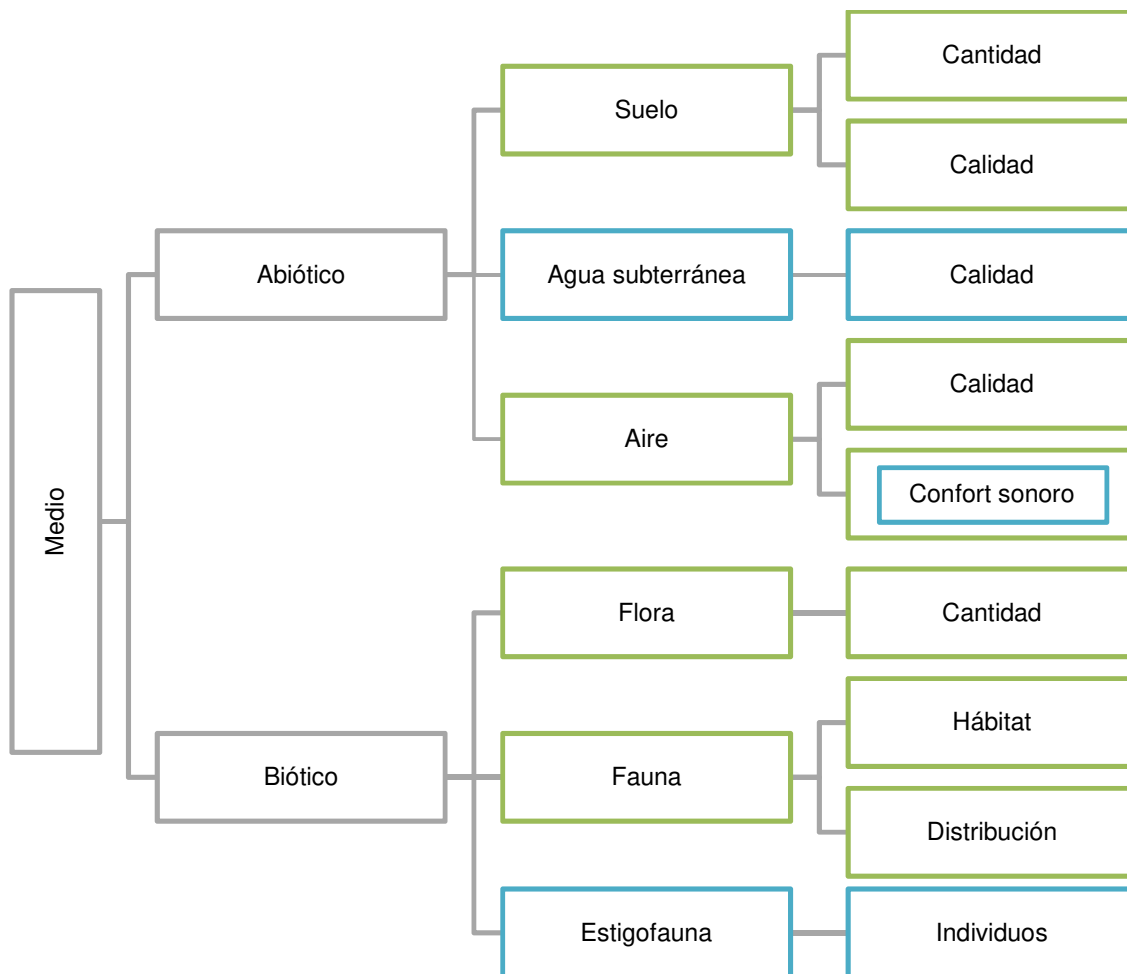 Medio
Abiótico
Suelo
Cantidad
Calidad
Agua subterránea
Calidad
Aire
Calidad
Confort sonoro
Biótico
Flora
Cantidad
Fauna
Hábitat
Distribución
Estigofauna
Individuos